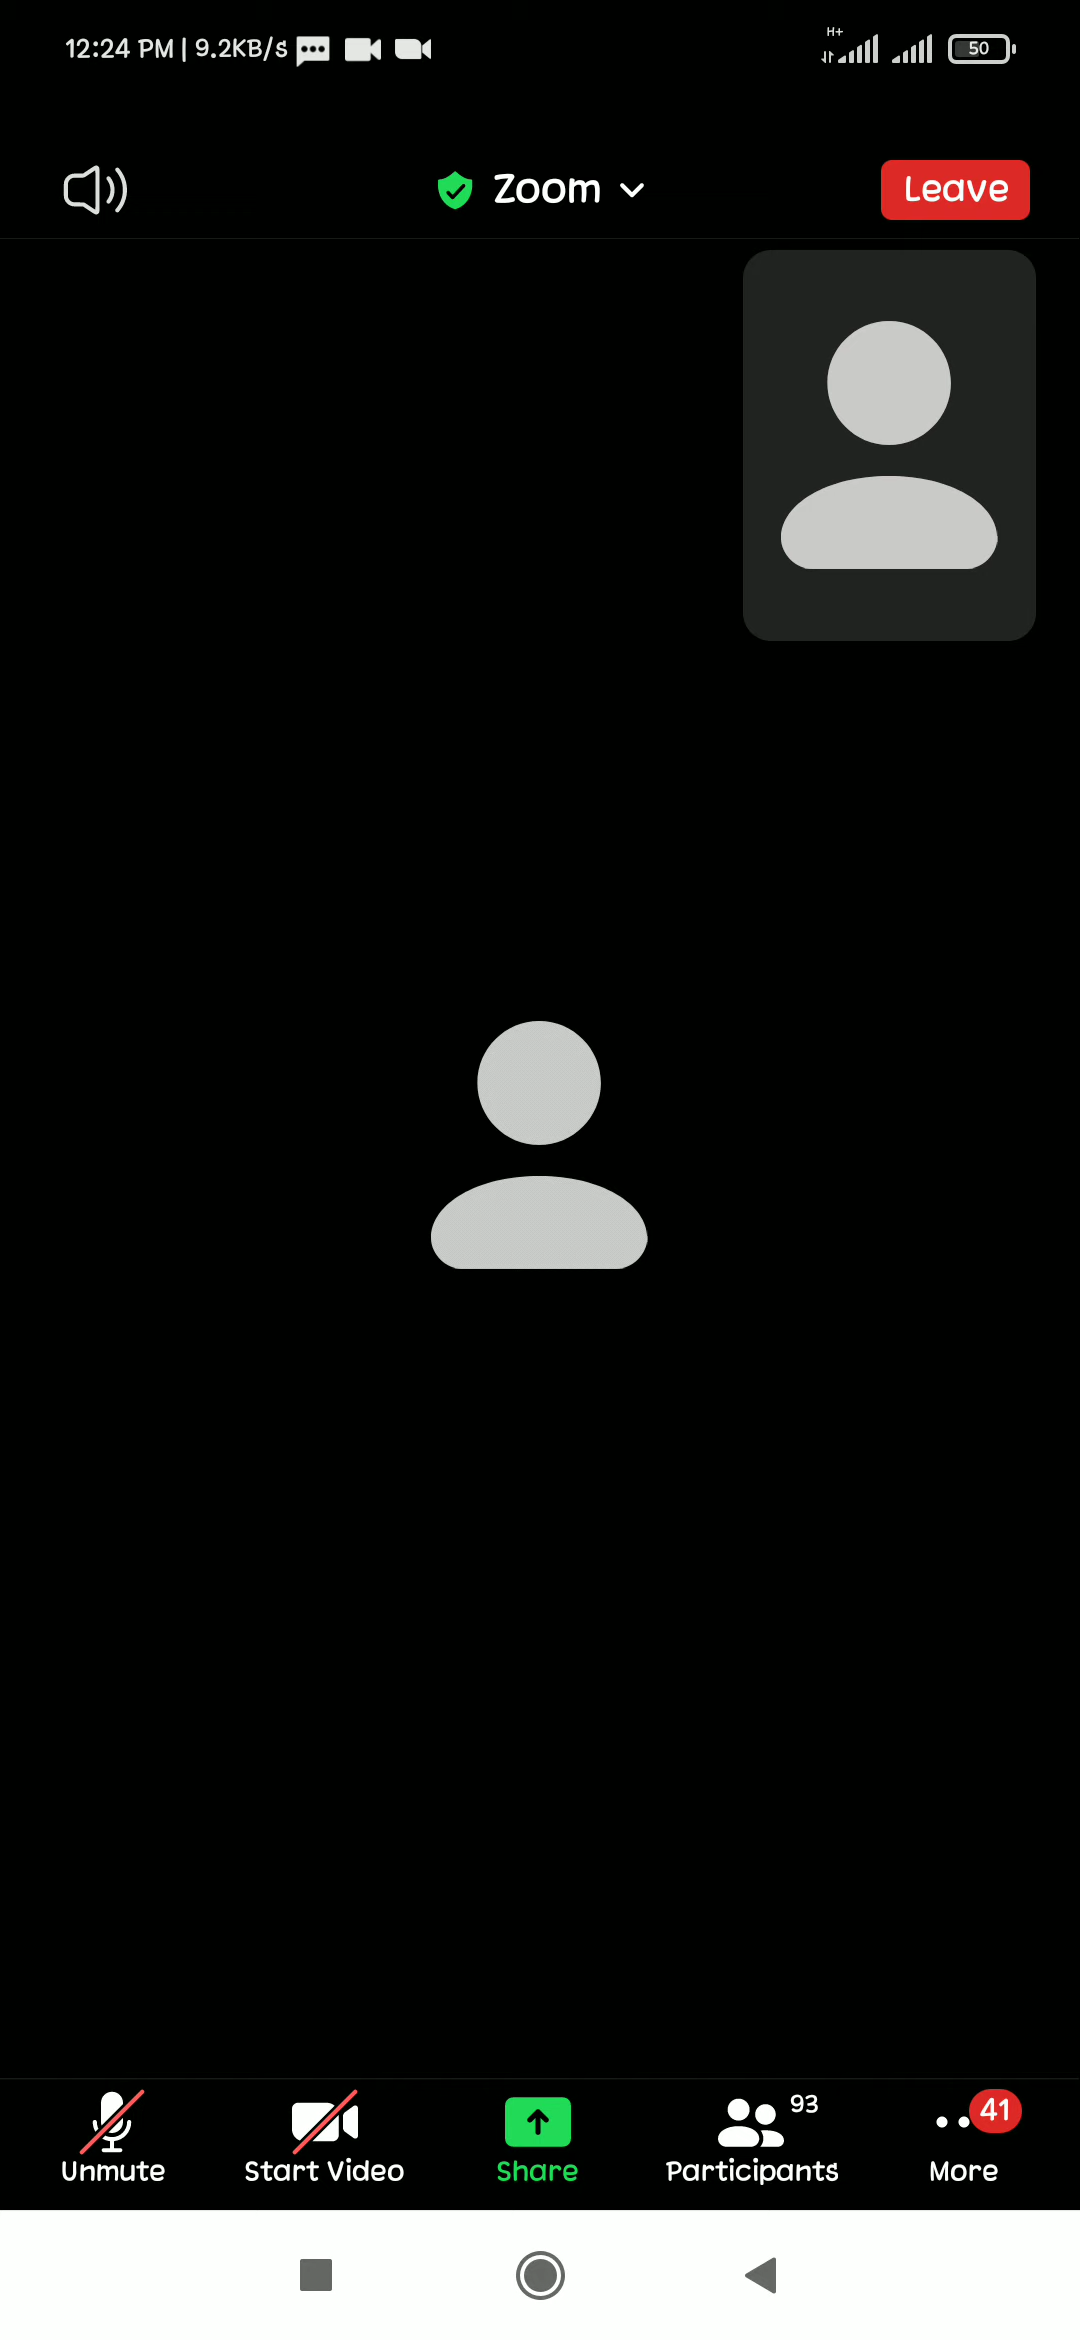 12:24 PM | 9.2KB/s
H+
50
Zoom
Leave
93
41
Unmute
Start Video
Share
Participants
More